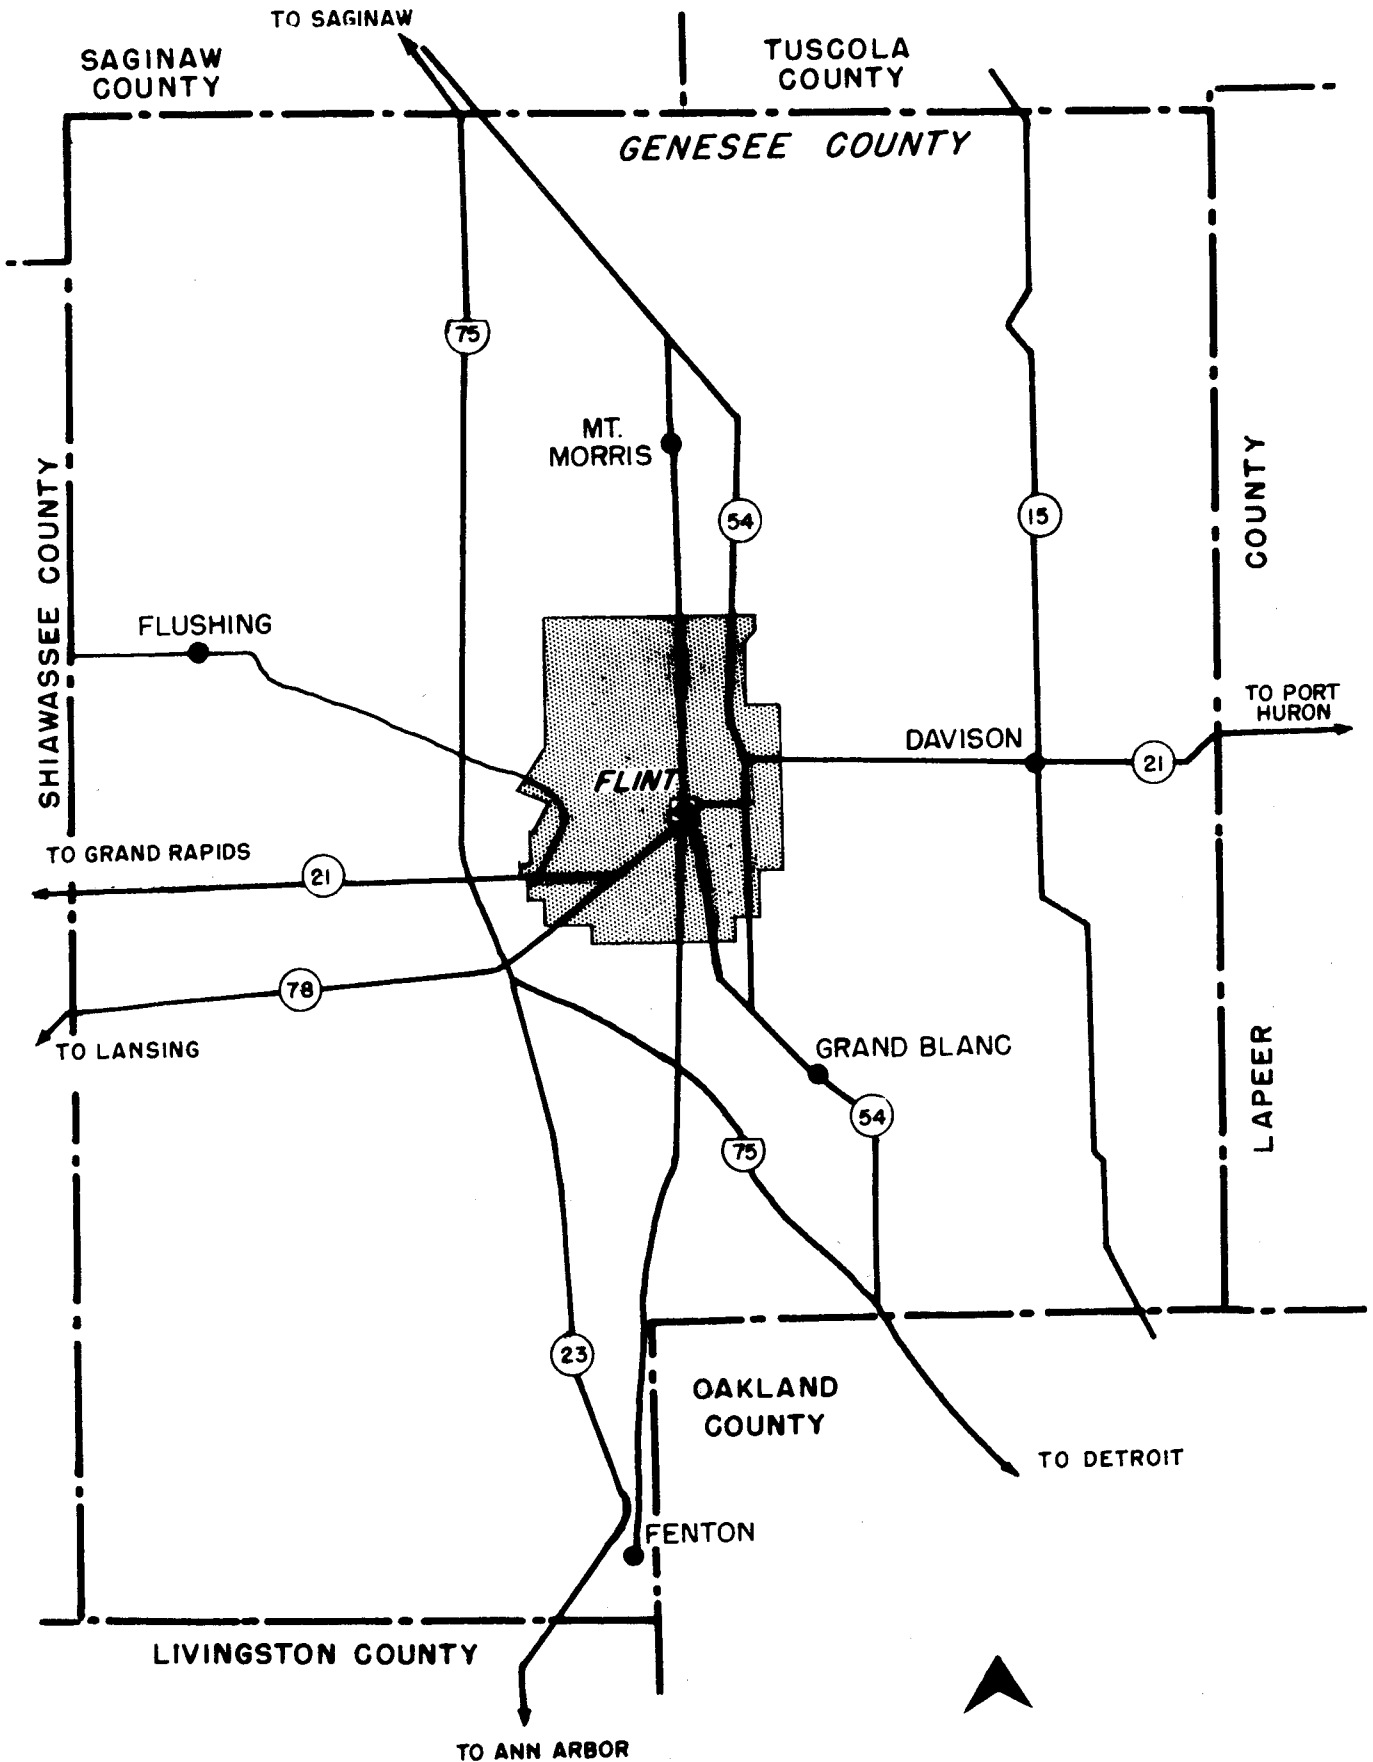 TO SAGINAW
SAGINAW
COUNTY
TUSCOLA
COUNTY
GENESEE COUNTY
75
MT.
MORRIS
54
15
COUNTY
SHIAWASSEE COUNTY
FLUSHING
TO PORT
HURON
DAVISON
21
FLINT
TO GRAND RAPIDS
21
78
TO LANSING
GRAND BLANC
LAPEER
54
75
23
OAKLAND
COUNTY
TO DETROIT
FENTON
LIVINGSTON COUNTY
TO ANN ARBOR